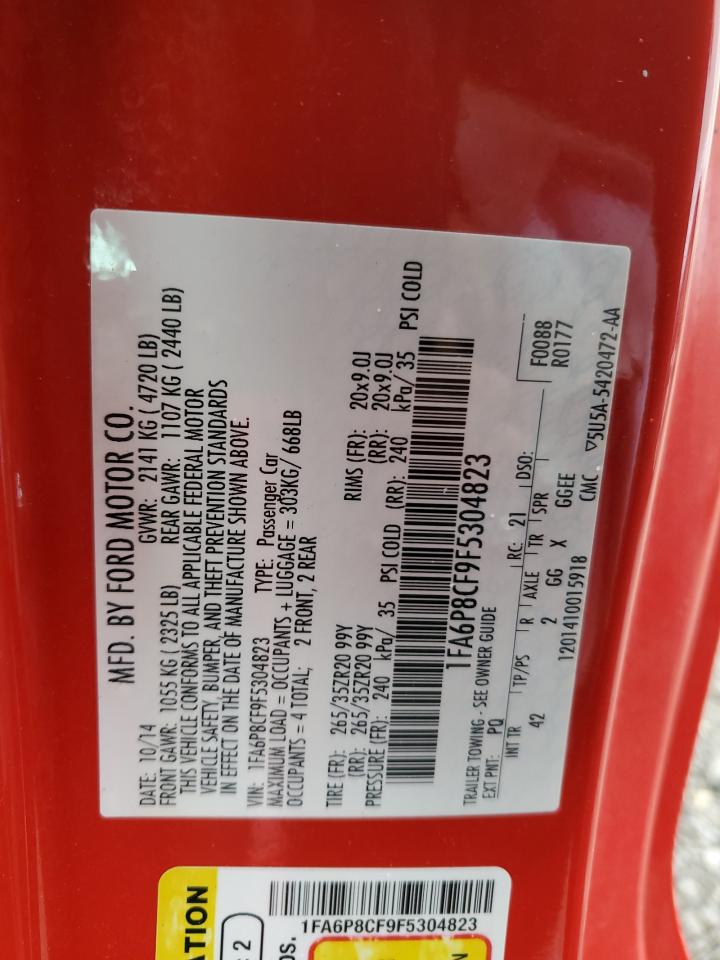 MFD. BY FORD MOTOR CO.
DATE: 10/14 GVWR: 2141 KG ( 4720 LB)
FRONT GAWR: 1055 KG ( 2325 LB) REAR GAWR: 1107 KG ( 2440 LB)
THIS VEHICLE CONFORMS TO ALL APPLICABLE FEDERAL MOTOR
VEHICLE SAFETY, BUMPER, AND THEFT PREVENTION STANDARDS
IN EFFECT ON THE DATE OF MANUFACTURE SHOWN ABOVE.
VIN: 1FA6P8CF9F5304823 TYPE: Passenger Car
MAXIMUM LOAD = OCCUPANTS + LUGGAGE = 303KG/ 668LB
OCCUPANTS = 4 TOTAL; 2 FRONT, 2 REAR
TIRE (FR): 265/35ZR20 99Y RIMS (FR): 20x9.0J
(RR): 265/35ZR20 99Y (RR): 20x9.0J
PRESSURE (FR): 240 kPa/ 35 PSI COLD (RR): 240 kPa/ 35 PSI COLD
1FA6P8CF9F5304823
TRAILER TOWING - SEE OWNER GUIDE
EXT PNT: PQ RC: 21 DSO: F0088
R0177
INT TR TP/PS R AXLE TR SPR
42 2 GG X GGEE
1201410015918 CMC ▽5U5A-5420472-AA
ATION
: 2
OS.
1FA6P8CF9F5304823